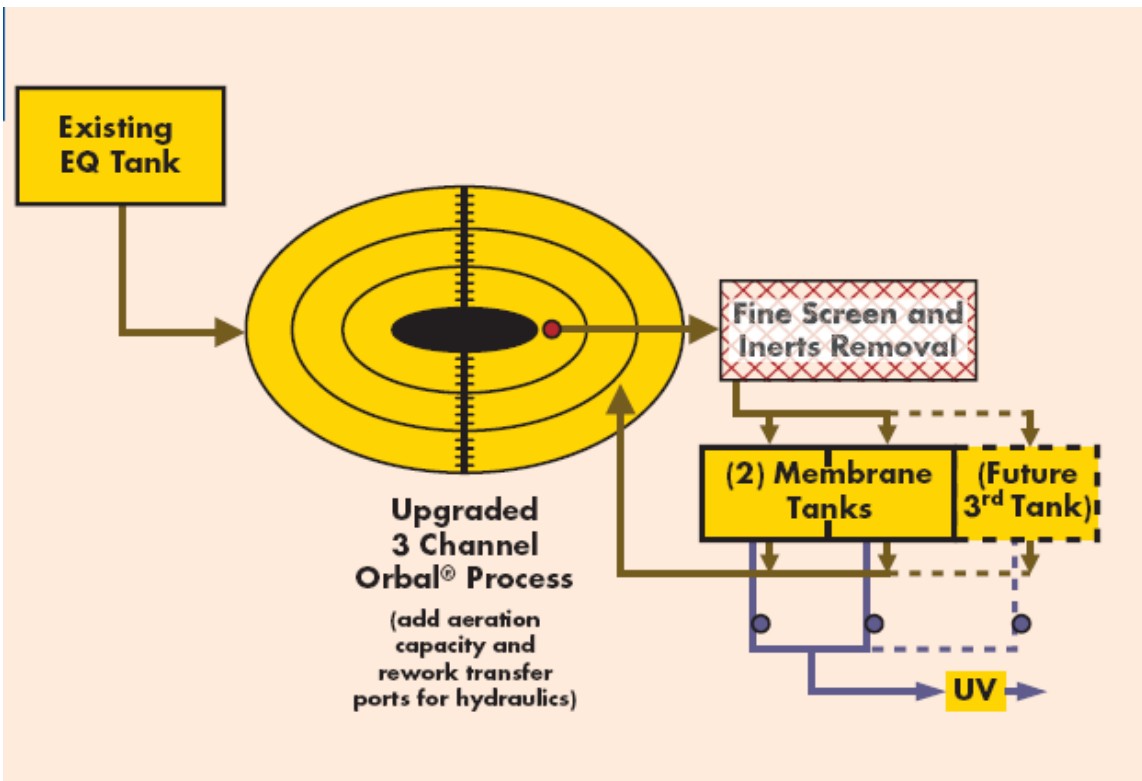 Existing
EQ Tank
Fine Screen and
Inerts Removal
(2) Membrane
Tanks
(Future
3rd Tank)
Upgraded
3 Channel
Orbal® Process
(add aeration
capacity and
rework transfer
ports for hydraulics)
UV